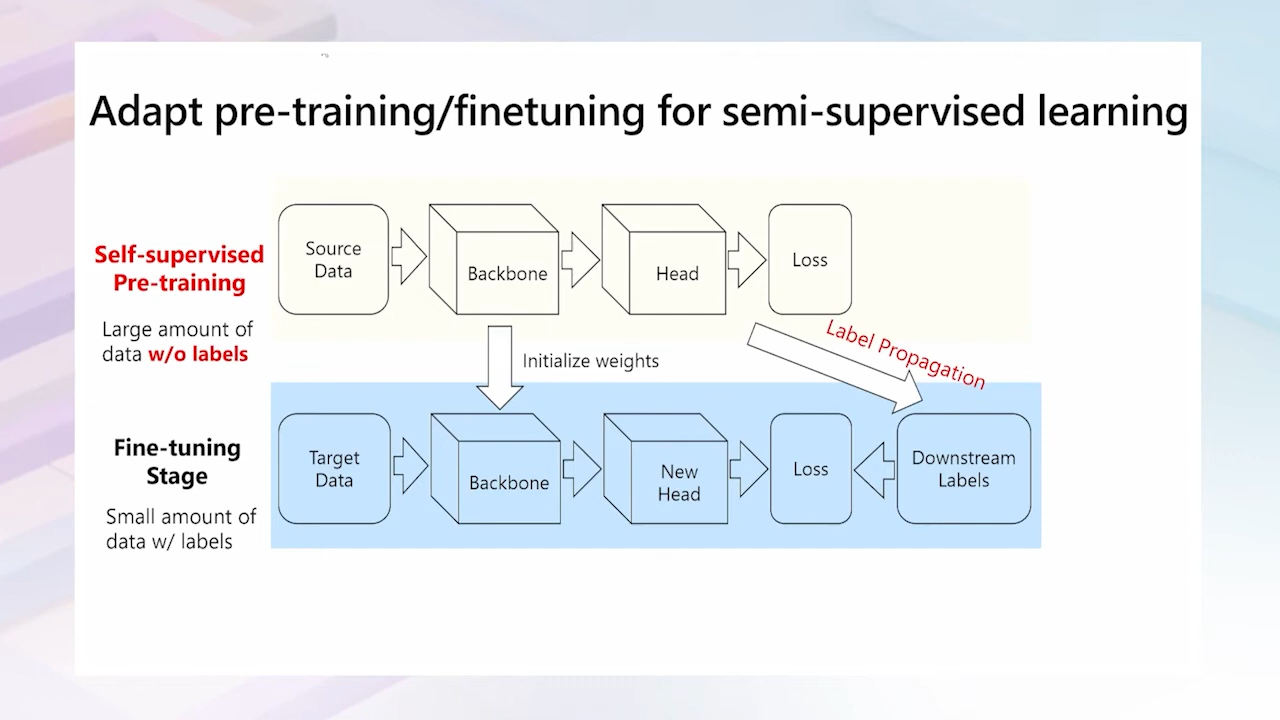 Adapt pre-training/finetuning for semi-supervised learning
Self-supervised
Pre-training
Large amount of
data w/o labels
Source
Data
Backbone
Head
Loss
Initialize weights
Label Propagation
Fine-tuning
Stage
Small amount of
data w/ labels
Target
Data
Backbone
New
Head
Loss
Downstream
Labels